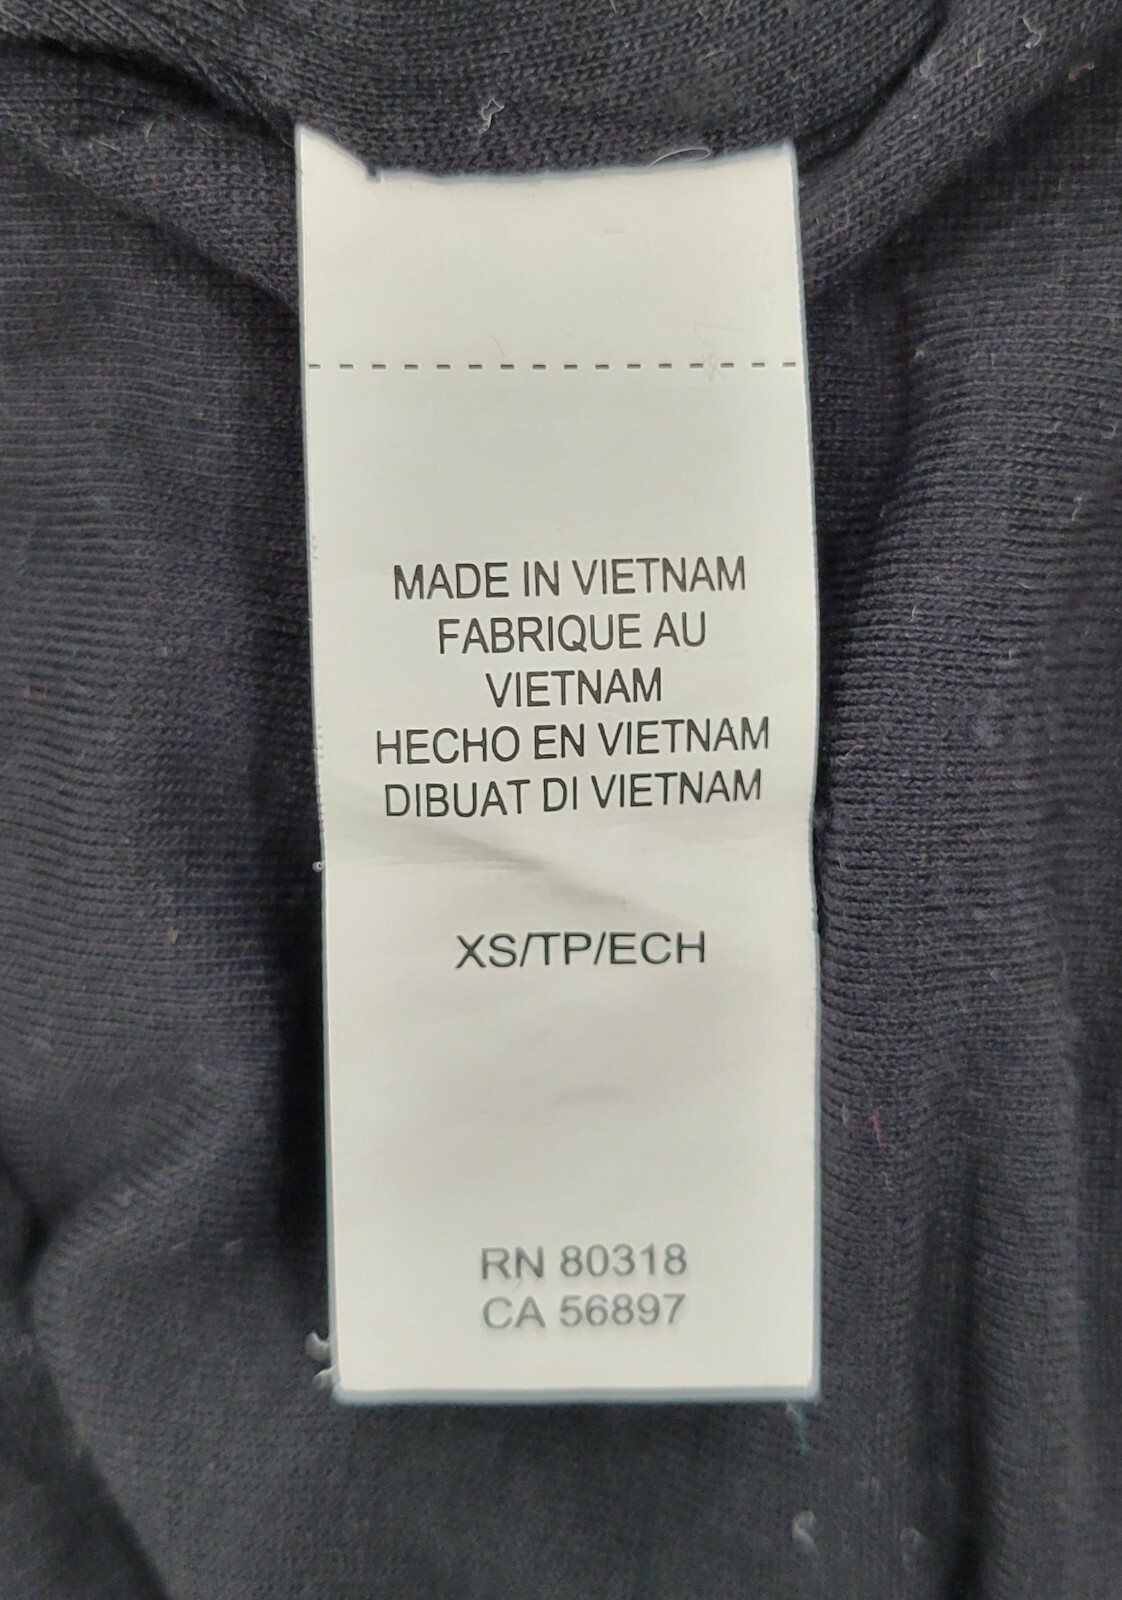 MADE IN VIETNAM
FABRIQUE AU
VIETNAM
HECHO EN VIETNAM
DIBUAT DI VIETNAM
XS/TP/ECH
RN 80318
CA 56897